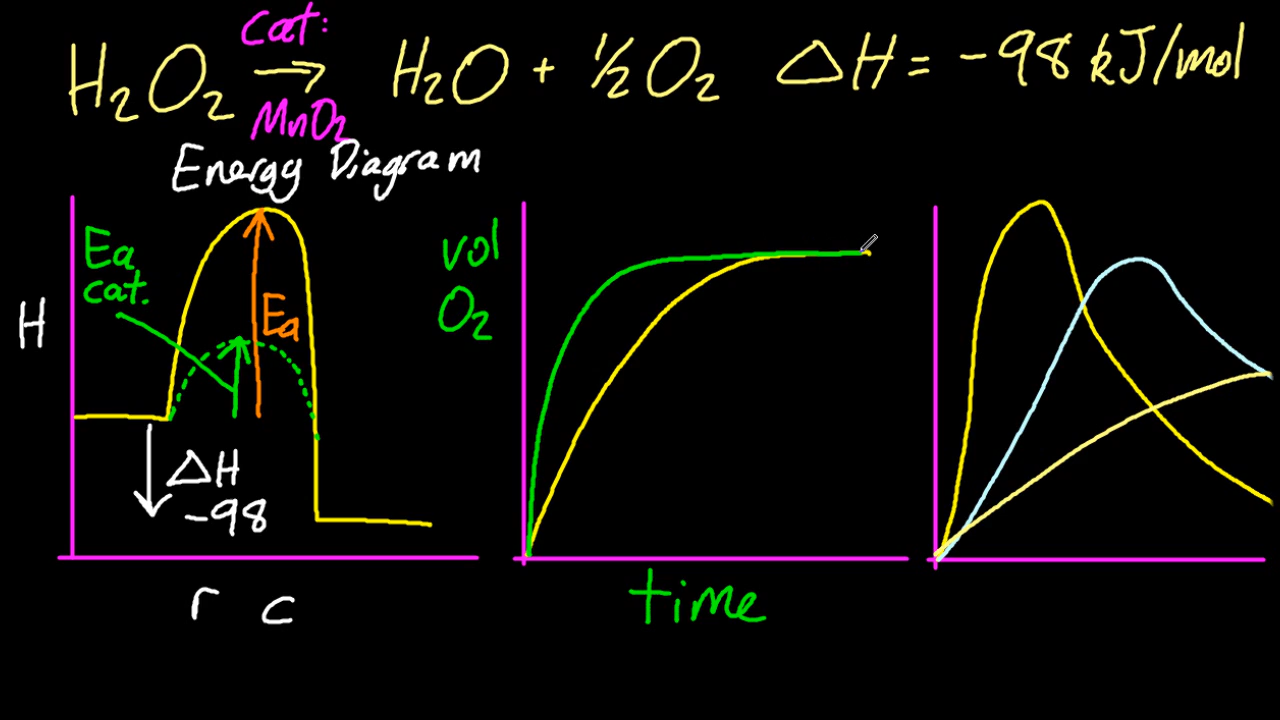 Cat:
H₂O₂ → H₂O + ½O₂ ΔH = -98 kJ/mol
MnO₂
Energy Diagram
Ea
cat.
Ea
H
ΔH
-98
r c
vol
O₂
time